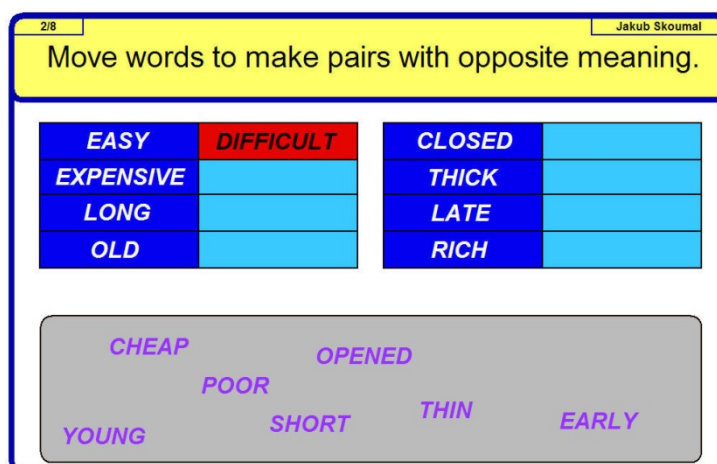 2/8
Jakub Skoumal
Move words to make pairs with opposite meaning.
EASY DIFFICULT
EXPENSIVE
LONG
OLD
CLOSED
THICK
LATE
RICH
CHEAP
OPENED
POOR
THIN
SHORT
EARLY
YOUNG